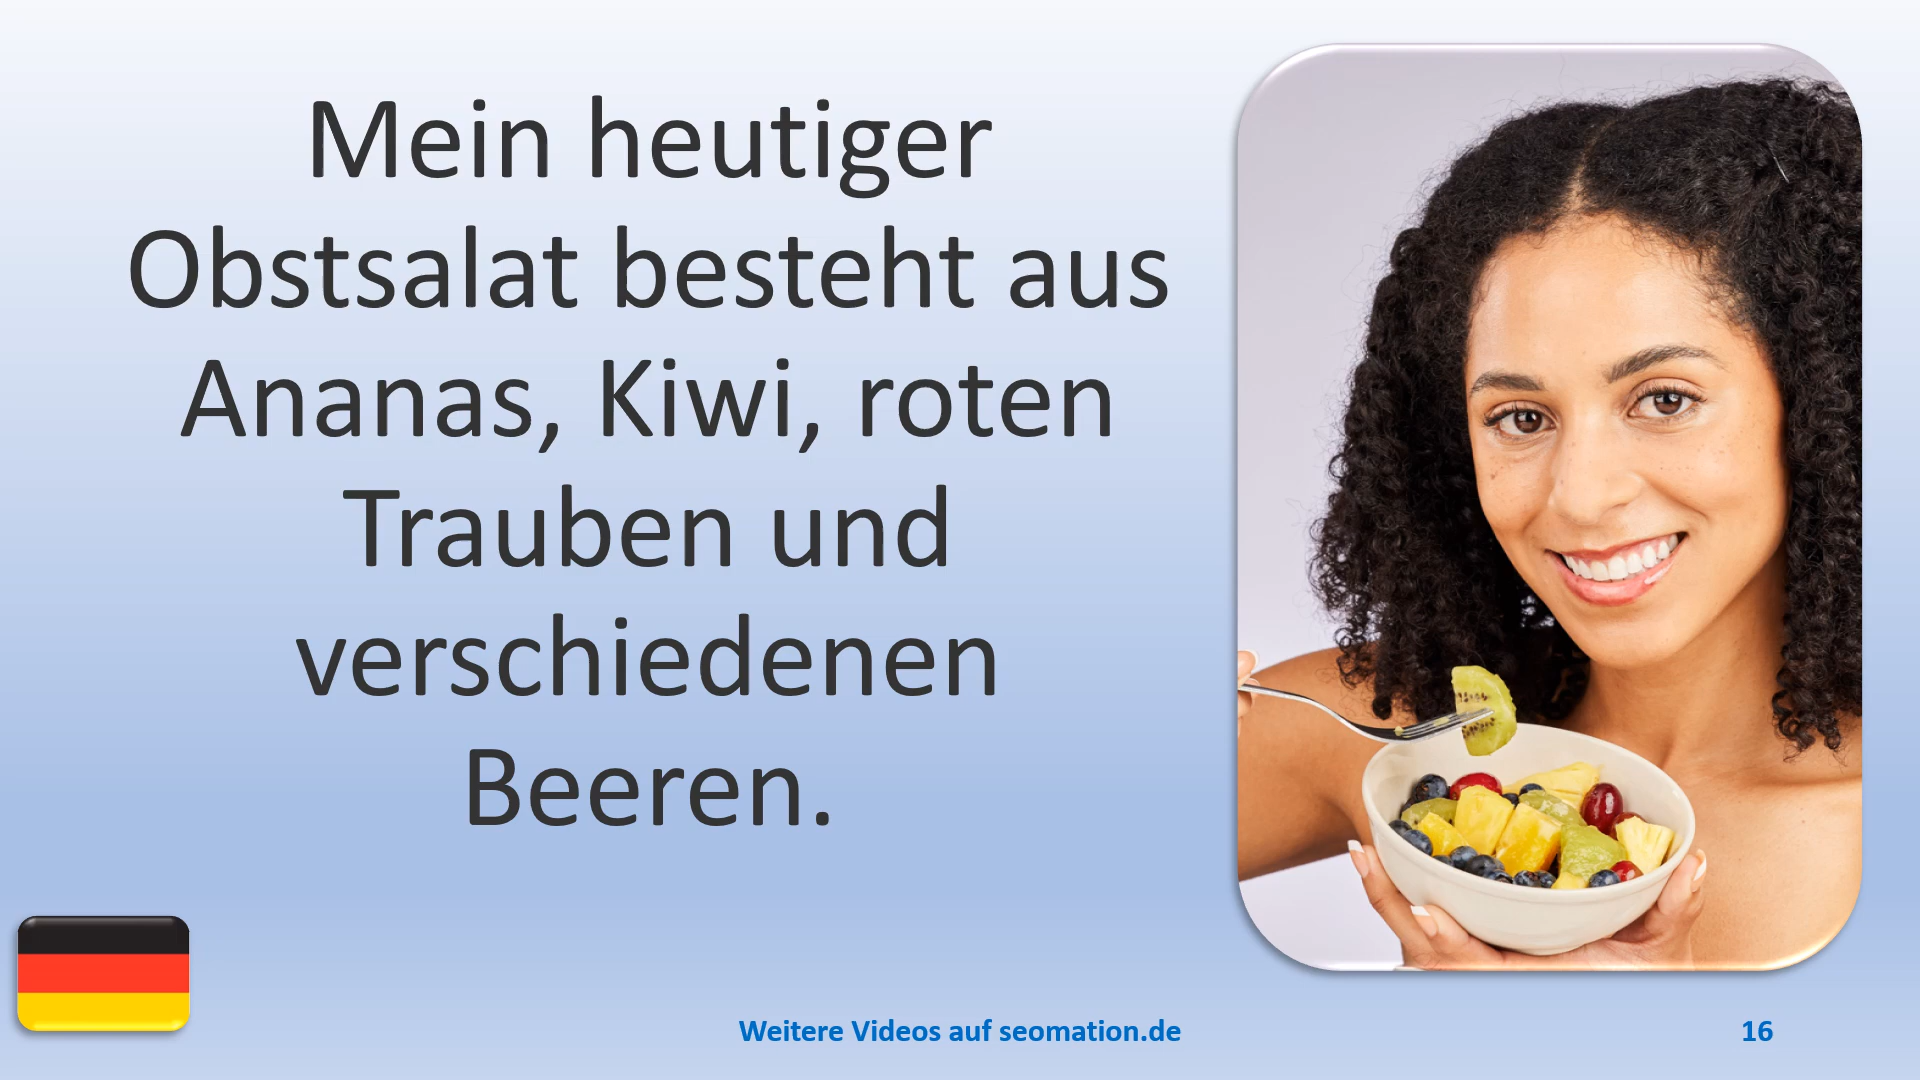 Mein heutiger
Obstsalat besteht aus
Ananas, Kiwi, roten
Trauben und
verschiedenen
Beeren.
Weitere Videos auf seomation.de
16